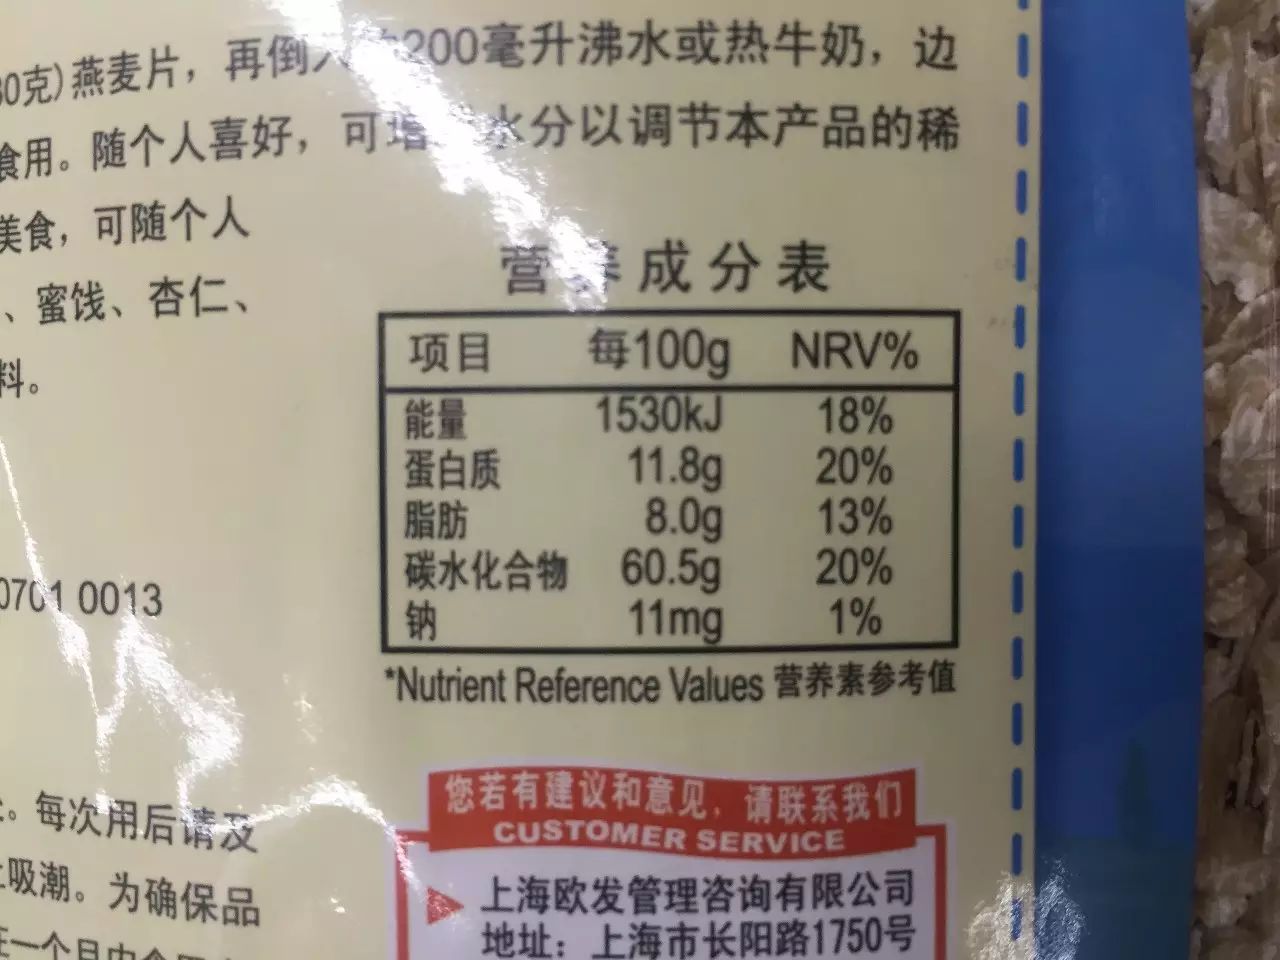 30克)燕麦片，再倒入约200毫升沸水或热牛奶，边
食用。随个人喜好，可增 水分以调节本产品的稀
美食，可随个人
、蜜饯、杏仁、
料。
营养成分表
项目 每100g NRV%
能量 1530kJ 18%
蛋白质 11.8g 20%
脂肪 8.0g 13%
碳水化合物 60.5g 20%
钠 11mg 1%
*Nutrient Reference Values 营养素参考值
0701 0013
。每次用后请及
吸潮。为确保品
在一个月内食用
您若有建议和意见，请联系我们
CUSTOMER SERVICE
上海欧发管理咨询有限公司
地址：上海市长阳路1750号